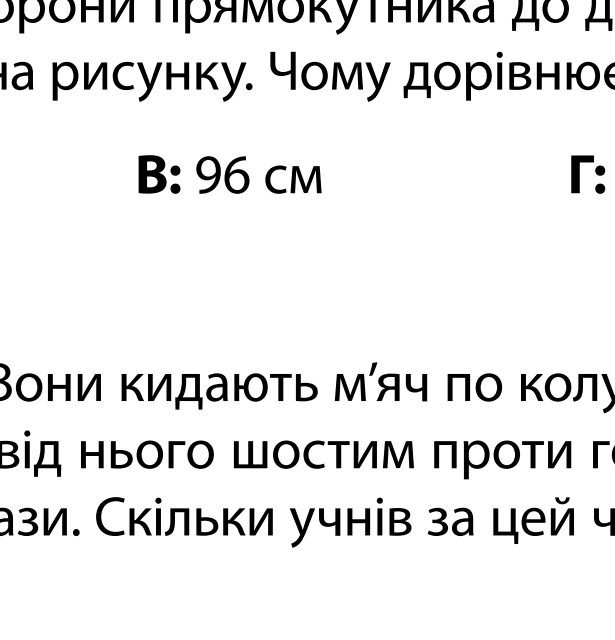 орони прямокутника до д
на рисунку. Чому дорівнює
В: 96 см Г:
Вони кидають м’яч по колу
від нього шостим проти г
ази. Скільки учнів за цей ч